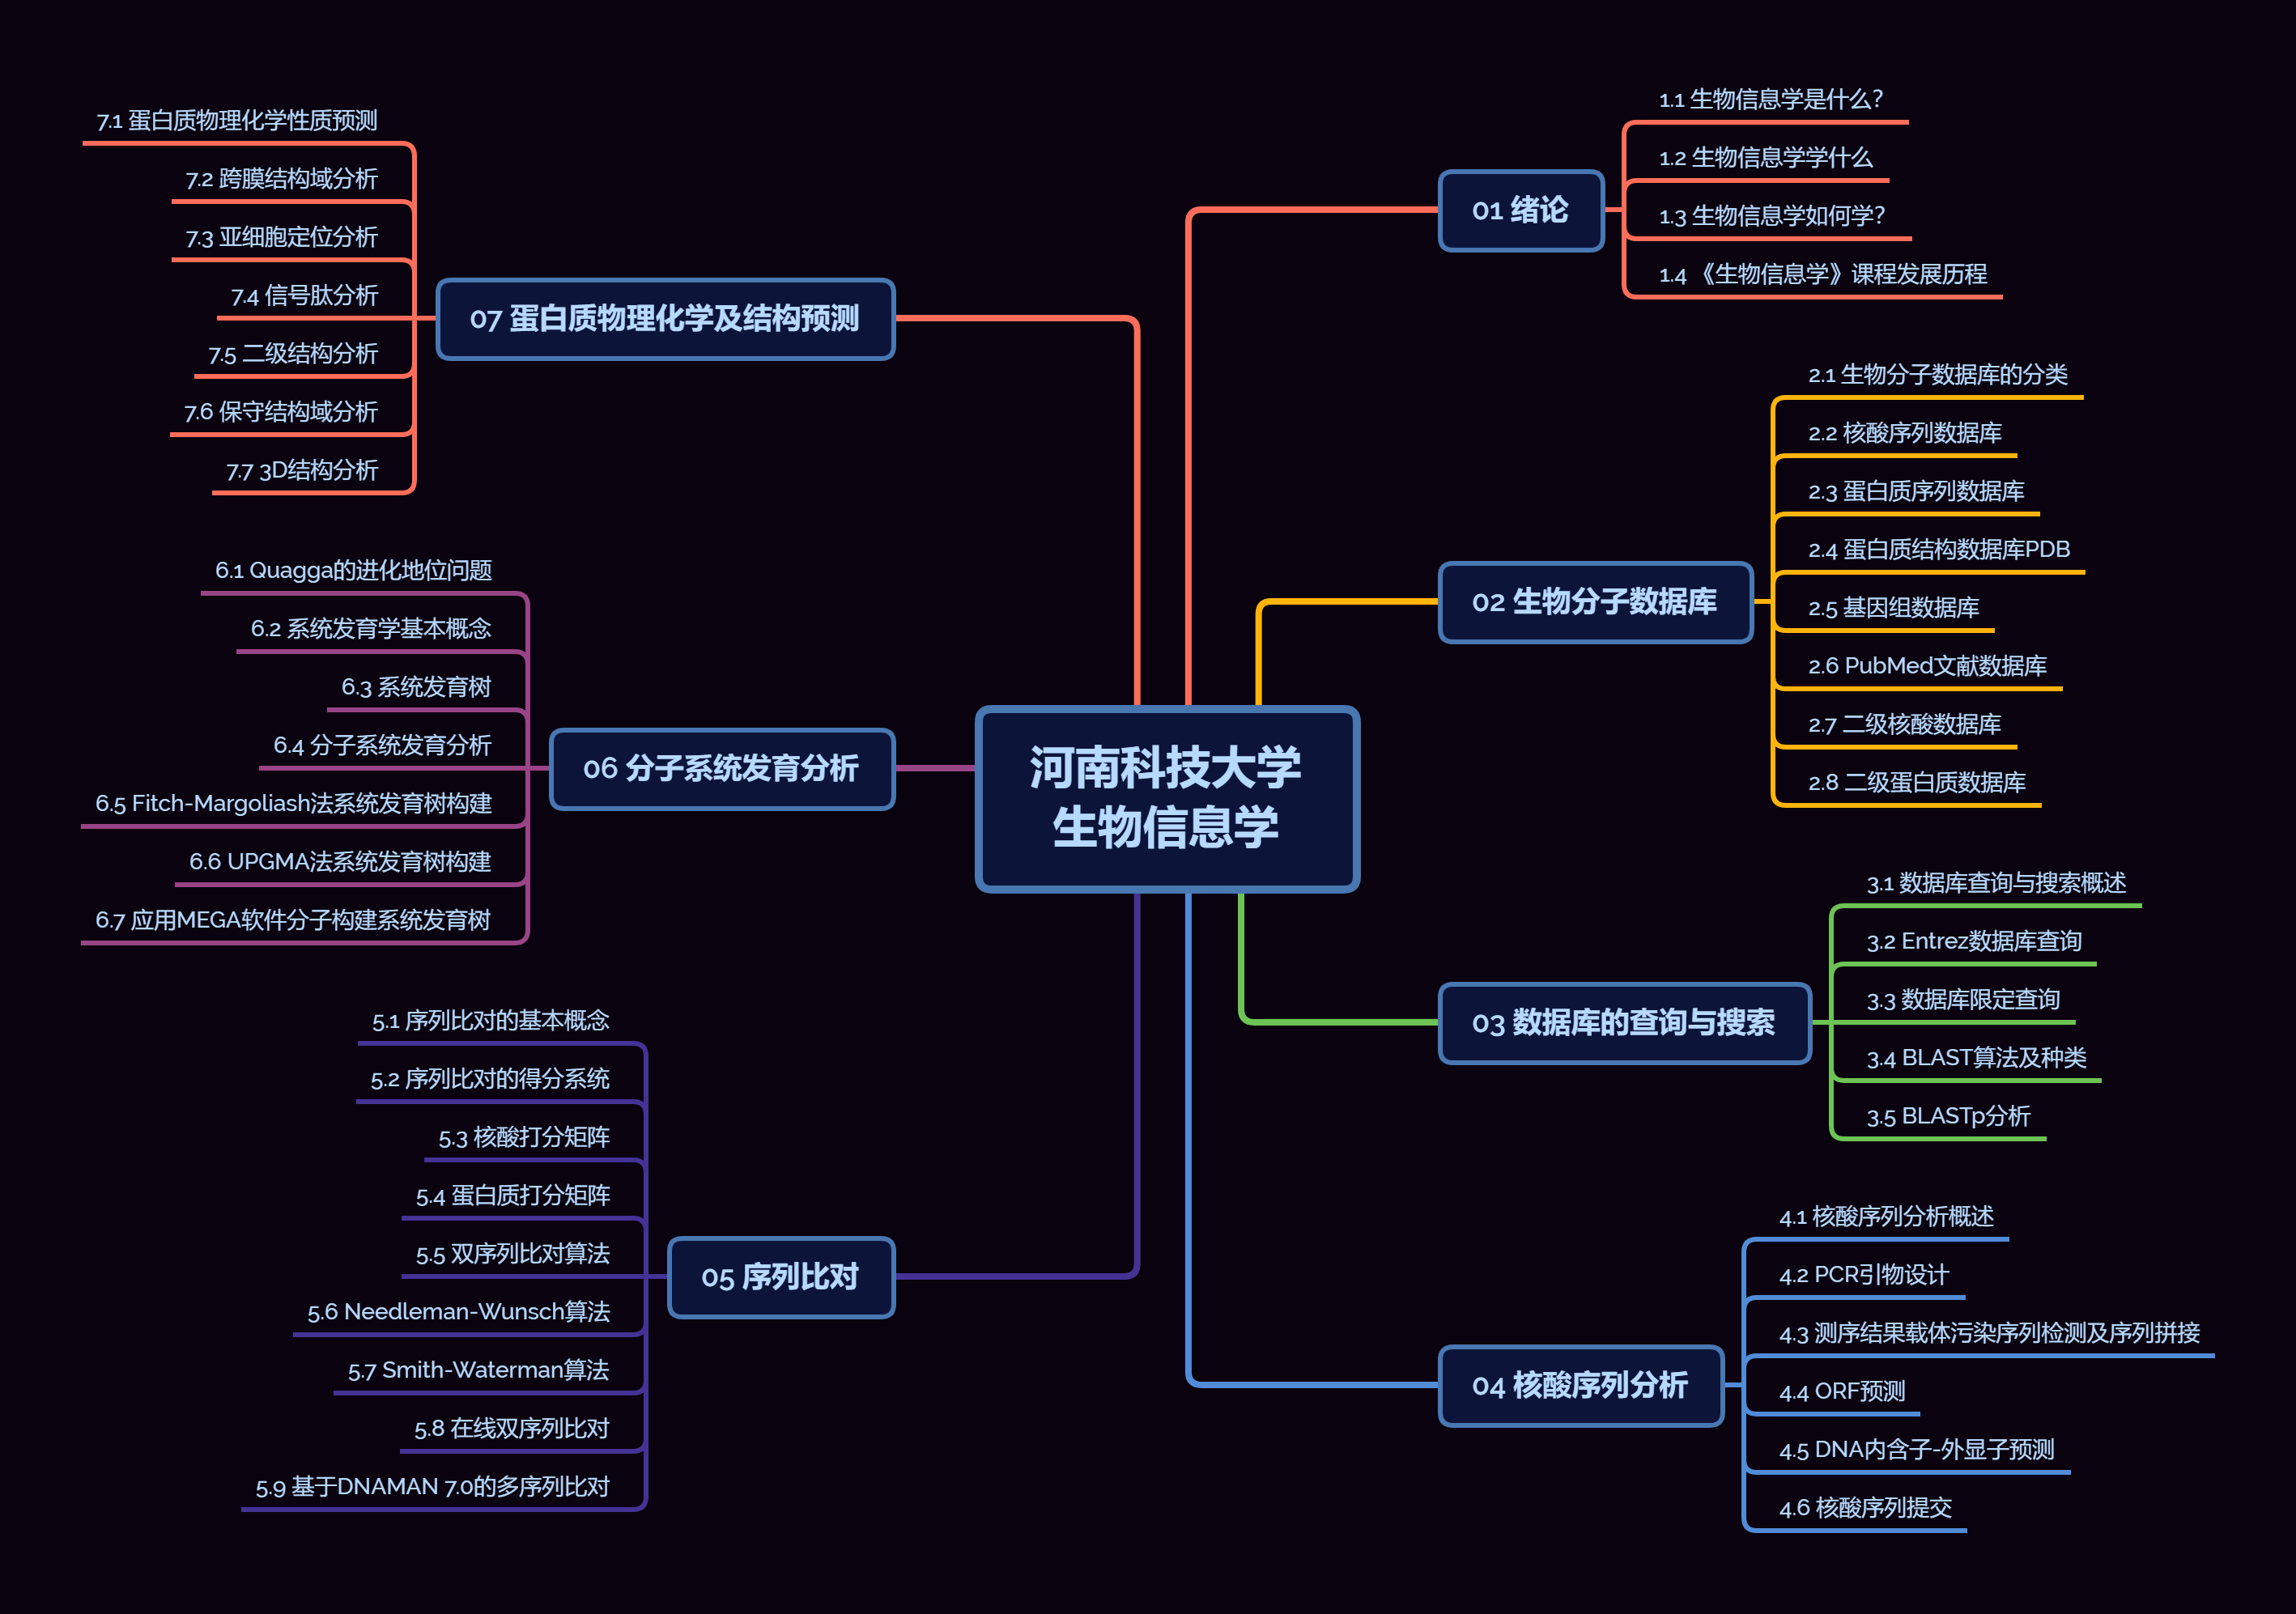 河南科技大学
生物信息学
01 绪论
1.1 生物信息学是什么？
1.2 生物信息学学什么
1.3 生物信息学如何学？
1.4 《生物信息学》课程发展历程
02 生物分子数据库
2.1 生物分子数据库的分类
2.2 核酸序列数据库
2.3 蛋白质序列数据库
2.4 蛋白质结构数据库PDB
2.5 基因组数据库
2.6 PubMed文献数据库
2.7 二级核酸数据库
2.8 二级蛋白质数据库
03 数据库的查询与搜索
3.1 数据库查询与搜索概述
3.2 Entrez数据库查询
3.3 数据库限定查询
3.4 BLAST算法及种类
3.5 BLASTp分析
04 核酸序列分析
4.1 核酸序列分析概述
4.2 PCR引物设计
4.3 测序结果载体污染序列检测及序列拼接
4.4 ORF预测
4.5 DNA内含子-外显子预测
4.6 核酸序列提交
05 序列比对
5.1 序列比对的基本概念
5.2 序列比对的得分系统
5.3 核酸打分矩阵
5.4 蛋白质打分矩阵
5.5 双序列比对算法
5.6 Needleman-Wunsch算法
5.7 Smith-Waterman算法
5.8 在线双序列比对
5.9 基于DNAMAN 7.0的多序列比对
06 分子系统发育分析
6.1 Quagga的进化地位问题
6.2 系统发育学基本概念
6.3 系统发育树
6.4 分子系统发育分析
6.5 Fitch-Margoliash法系统发育树构建
6.6 UPGMA法系统发育树构建
6.7 应用MEGA软件分子构建系统发育树
07 蛋白质物理化学及结构预测
7.1 蛋白质物理化学性质预测
7.2 跨膜结构域分析
7.3 亚细胞定位分析
7.4 信号肽分析
7.5 二级结构分析
7.6 保守结构域分析
7.7 3D结构分析